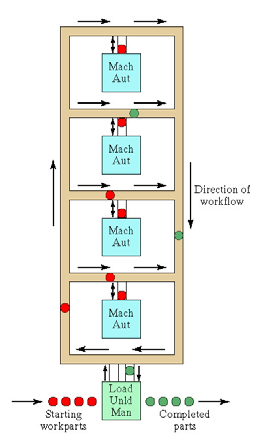 Mach
Aut
Mach
Aut
Direction of
workflow
Mach
Aut
Mach
Aut
Load
Unld
Man
Starting
workparts
Completed
parts